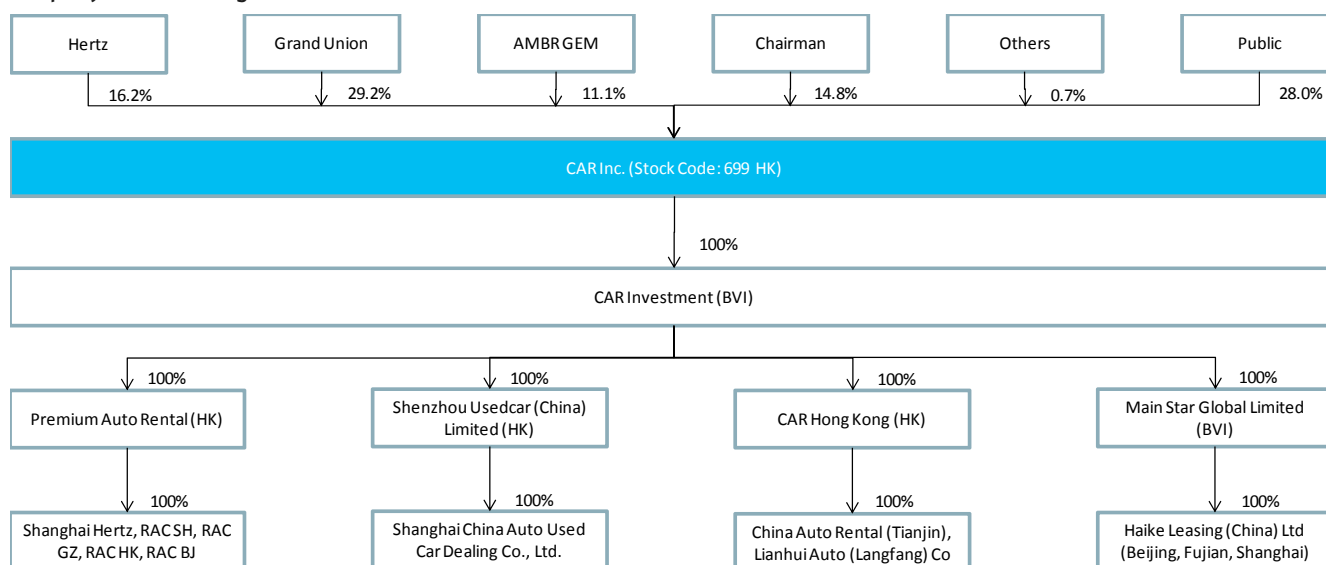 Hertz
Grand Union
AMBR GEM
Chairman
Others
Public
16.2%
29.2%
11.1%
14.8%
0.7%
28.0%
CAR Inc. (Stock Code: 699 HK)
100%
CAR Investment (BVI)
100%
100%
100%
100%
Premium Auto Rental (HK)
Shenzhou Usedcar (China)
Limited (HK)
CAR Hong Kong (HK)
Main Star Global Limited
(BVI)
100%
100%
100%
100%
Shanghai Hertz, RAC SH, RAC
GZ, RAC HK, RAC BJ
Shanghai China Auto Used
Car Dealing Co., Ltd.
China Auto Rental (Tianjin),
Lianhui Auto (Langfang) Co
Haike Leasing (China) Ltd
(Beijing, Fujian, Shanghai)